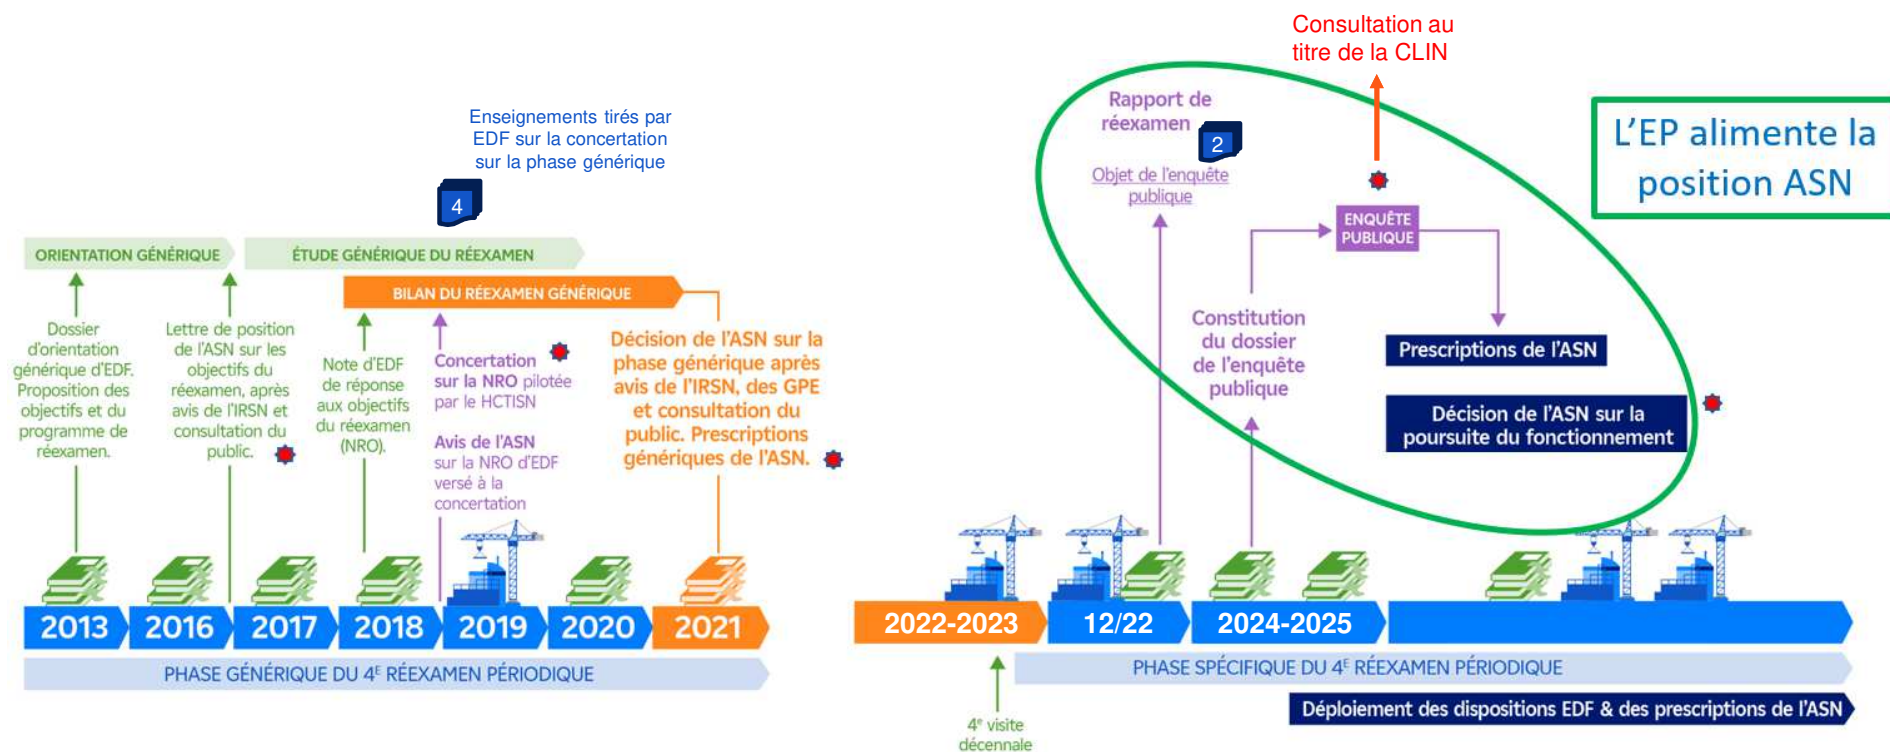 Consultation au
titre de la CLIN
Enseignements tirés par
EDF sur la concertation
sur la phase générique
4
Rapport de
réexamen
2
Objet de l'enquête
publique
L'EP alimente la
position ASN
ENQUÊTE
PUBLIQUE
ORIENTATION GÉNÉRIQUE
ÉTUDE GÉNÉRIQUE DU RÉEXAMEN
BILAN DU RÉEXAMEN GÉNÉRIQUE
Dossier
d'orientation
générique d'EDF.
Proposition des
objectifs et du
programme de
réexamen.
Lettre de position
de l'ASN sur les
objectifs du
réexamen, après
avis de l'IRSN et
consultation du
public.
Note d'EDF
de réponse
aux objectifs
du réexamen
(NRO).
Concertation
sur la NRO pilotée
par le HCTISN
Avis de l'ASN
sur la NRO d'EDF
versé à la
concertation
Décision de l'ASN sur la
phase générique après
avis de l'IRSN, des GPE
et consultation du
public. Prescriptions
génériques de l'ASN.
Constitution
du dossier
de l'enquête
publique
Prescriptions de l'ASN
Décision de l'ASN sur la
poursuite du fonctionnement
2013
2016
2017
2018
2019
2020
2021
2022-2023
12/22
2024-2025
PHASE GÉNÉRIQUE DU 4E RÉEXAMEN PÉRIODIQUE
PHASE SPÉCIFIQUE DU 4E RÉEXAMEN PÉRIODIQUE
Déploiement des dispositions EDF & des prescriptions de l'ASN
4e visite
décennale